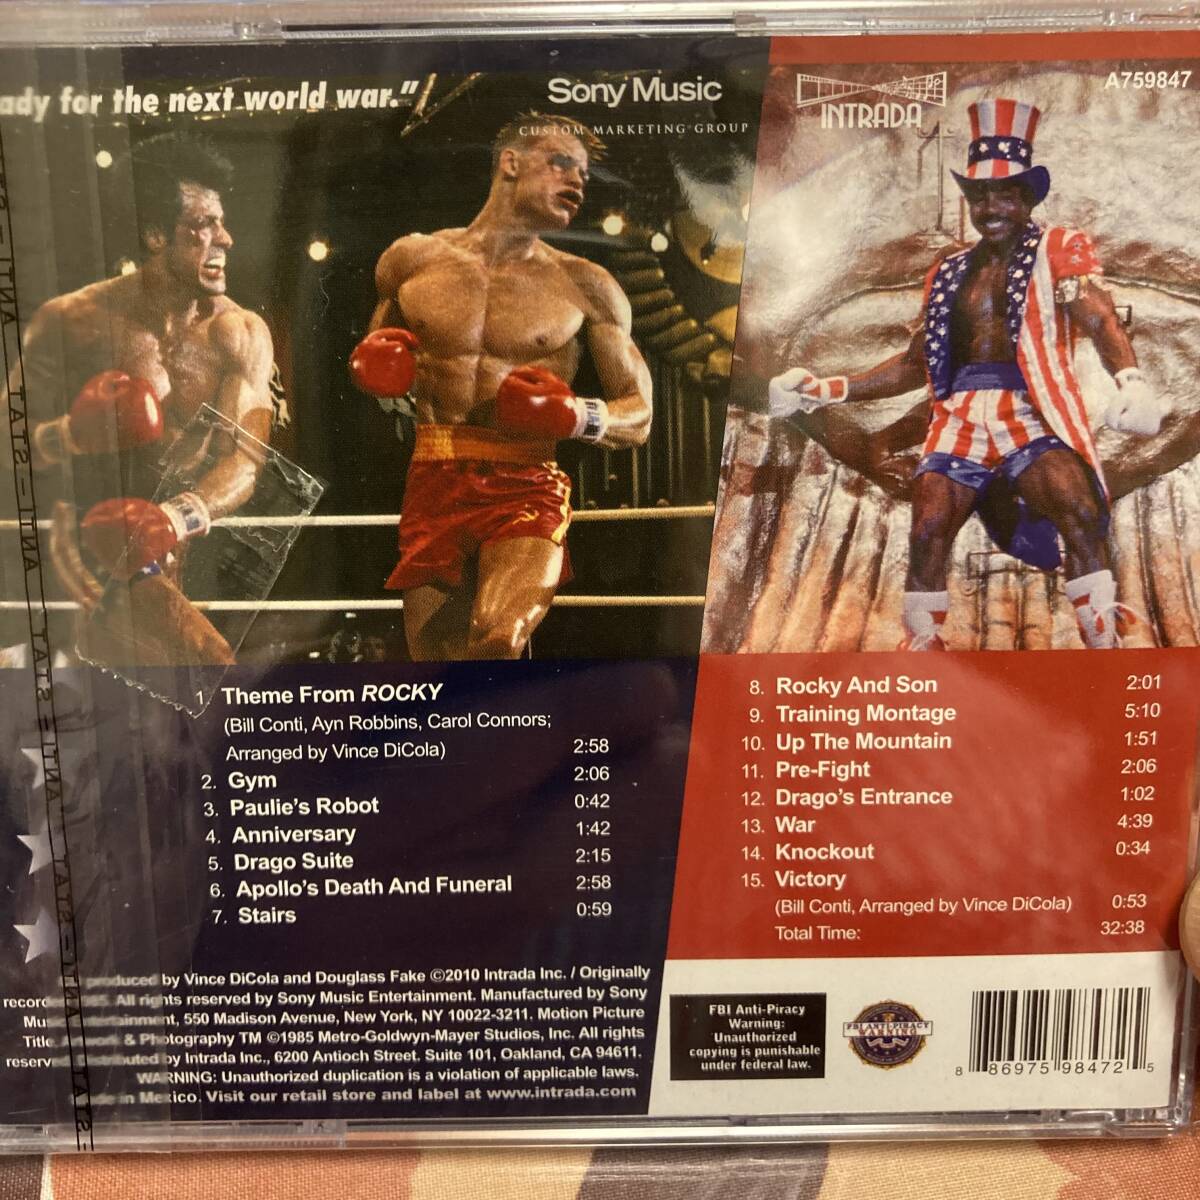 ady for the next world war."
Sony Music
CUSTOM MARKETING GROUP
INTRADA
A759847
1. Theme From ROCKY
(Bill Conti, Ayn Robbins, Carol Connors;
Arranged by Vince DiCola) 2:58
2. Gym 2:06
3. Paulie's Robot 0:42
4. Anniversary 1:42
5. Drago Suite 2:15
6. Apollo's Death And Funeral 2:58
7. Stairs 0:59
8. Rocky And Son 2:01
9. Training Montage 5:10
10. Up The Mountain 1:51
11. Pre-Fight 2:06
12. Drago's Entrance 1:02
13. War 4:39
14. Knockout 0:34
15. Victory
(Bill Conti, Arranged by Vince DiCola) 0:53
Total Time: 32:38
produced by Vince DiCola and Douglass Fake ©2010 Intrada Inc. / Originally
All rights reserved by Sony Music Entertainment. Manufactured by Sony
550 Madison Avenue, New York, NY 10022-3211. Motion Picture
Title & Photography TM ©1985 Metro-Goldwyn-Mayer Studios, Inc. All rights
by Intrada Inc., 6200 Antioch Street. Suite 101, Oakland, CA 94611.
WARNING: Unauthorized duplication is a violation of applicable laws.
in Mexico. Visit our retail store and label at www.intrada.com
FBI Anti-Piracy
Warning:
Unauthorized
copying is punishable
under federal law.
FBI ANTI-PIRACY
WARNING
8 86975 98472 5